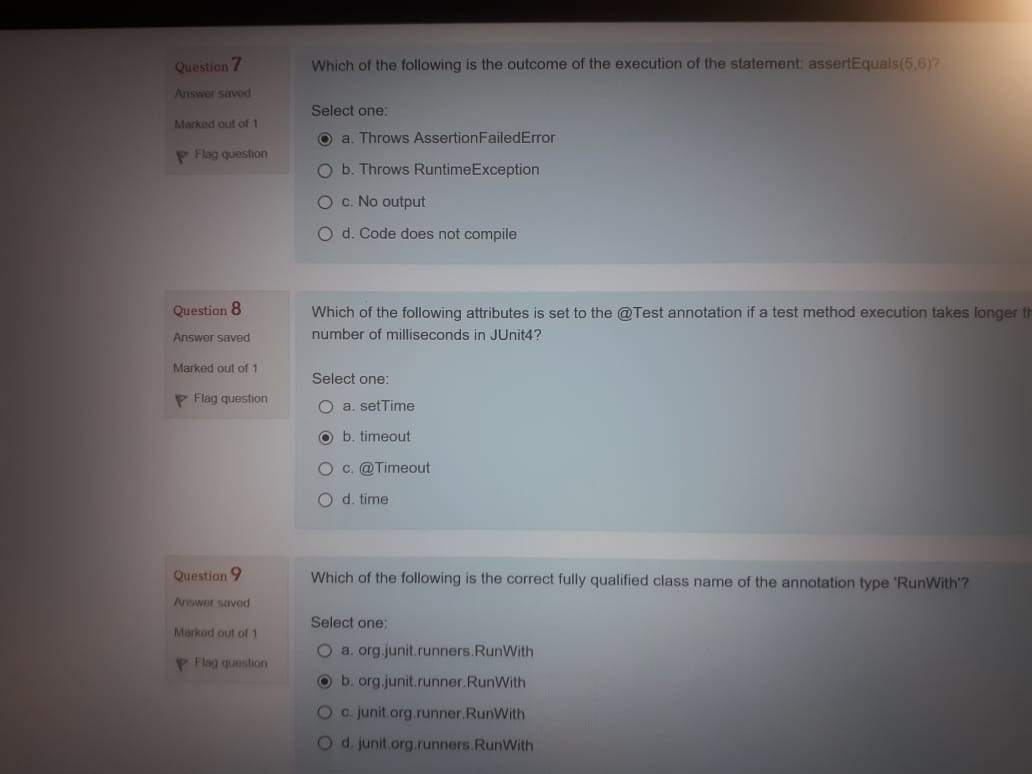 Question 7
Answer saved
Marked out of 1
Flag question
Which of the following is the outcome of the execution of the statement: assertEquals(5,6)?
Select one:
a. Throws AssertionFailedError
b. Throws RuntimeException
c. No output
d. Code does not compile
Question 8
Answer saved
Marked out of 1
Flag question
Which of the following attributes is set to the @Test annotation if a test method execution takes longer
number of milliseconds in JUnit4?
Select one:
a. setTime
b. timeout
c. @Timeout
d. time
Question 9
Answer saved
Marked out of 1
Flag question
Which of the following is the correct fully qualified class name of the annotation type 'RunWith'?
Select one:
a. org.junit.runners.RunWith
b. org.junit.runner.RunWith
c. junit.org.runner.RunWith
d. junit.org.runners.RunWith